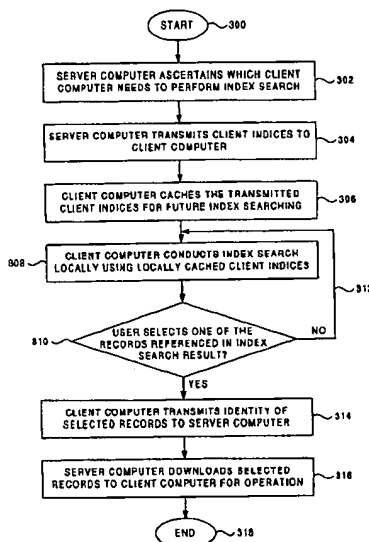 START
300
SERVER COMPUTER ASCERTAINS WHICH CLIENT
COMPUTER NEEDS TO PERFORM INDEX SEARCH
302
SERVER COMPUTER TRANSMITS CLIENT INDICES TO
CLIENT COMPUTER
304
CLIENT COMPUTER CACHES THE TRANSMITTED
CLIENT INDICES FOR FUTURE INDEX SEARCHING
306
308
CLIENT COMPUTER CONDUCTS INDEX SEARCH
LOCALLY USING LOCALLY CACHED CLIENT INDICES
312
310
USER SELECTS ONE OF THE
RECORDS REFERENCED IN INDEX
SEARCH RESULT?
NO
YES
CLIENT COMPUTER TRANSMITS IDENTITY OF
SELECTED RECORDS TO SERVER COMPUTER
314
SERVER COMPUTER DOWNLOADS SELECTED
RECORDS TO CLIENT COMPUTER FOR OPERATION
316
END
318